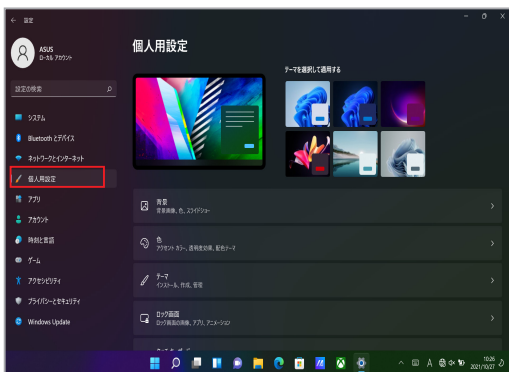 設定
ASUS
ローカル アカウント
設定の検索
システム
Bluetooth とデバイス
ネットワークとインターネット
個人用設定
アプリ
アカウント
時刻と言語
ゲーム
アクセシビリティ
プライバシーとセキュリティ
Windows Update
個人用設定
テーマを選択して適用する
背景
背景画像、色、スライドショー
色
アクセント カラー、透明効果、配色テーマ
テーマ
インストール、作成、管理
ロック画面
ロック画面の画像、アプリ、アニメーション
A
10:26
2021/10/27